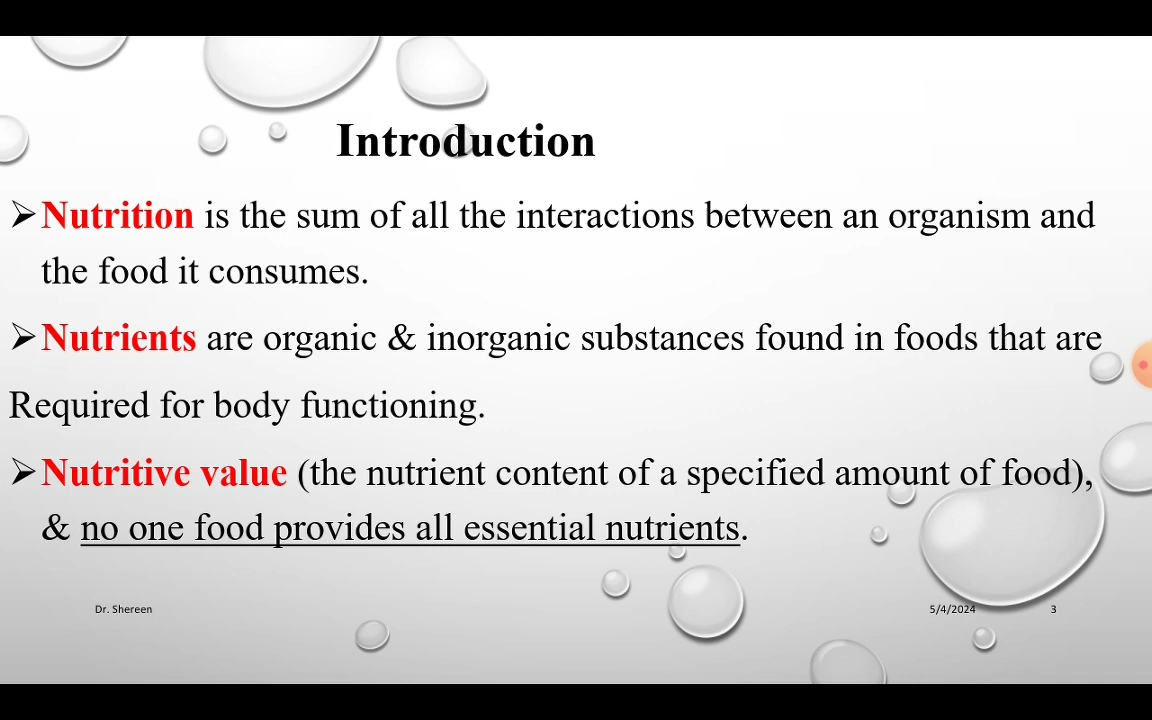 Introduction
➢Nutrition is the sum of all the interactions between an organism and
the food it consumes.
➢Nutrients are organic & inorganic substances found in foods that are
Required for body functioning.
➢Nutritive value (the nutrient content of a specified amount of food),
& no one food provides all essential nutrients.
Dr. Shereen 5/4/2024 3